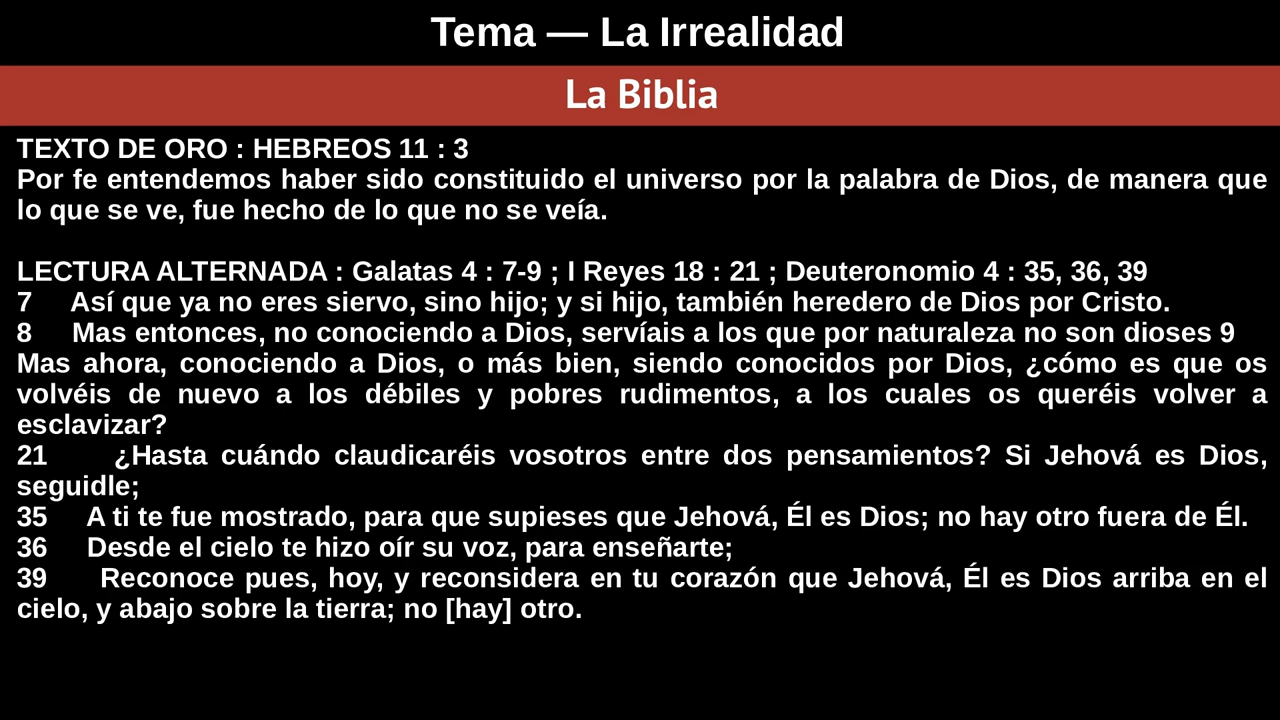 Tema — La Irrealidad
La Biblia
TEXTO DE ORO : HEBREOS 11 : 3
Por fe entendemos haber sido constituido el universo por la palabra de Dios, de manera que
lo que se ve, fue hecho de lo que no se veía.
LECTURA ALTERNADA : Galatas 4 : 7-9 ; I Reyes 18 : 21 ; Deuteronomio 4 : 35, 36, 39
7 Así que ya no eres siervo, sino hijo; y si hijo, también heredero de Dios por Cristo.
8 Mas entonces, no conociendo a Dios, servíais a los que por naturaleza no son dioses 9
Mas ahora, conociendo a Dios, o más bien, siendo conocidos por Dios, ¿cómo es que os
volvéis de nuevo a los débiles y pobres rudimentos, a los cuales os queréis volver a
esclavizar?
21 ¿Hasta cuándo claudicaréis vosotros entre dos pensamientos? Si Jehová es Dios,
seguidle;
35 A ti te fue mostrado, para que supieses que Jehová, Él es Dios; no hay otro fuera de Él.
36 Desde el cielo te hizo oír su voz, para enseñarte;
39 Reconoce pues, hoy, y reconsidera en tu corazón que Jehová, Él es Dios arriba en el
cielo, y abajo sobre la tierra; no [hay] otro.